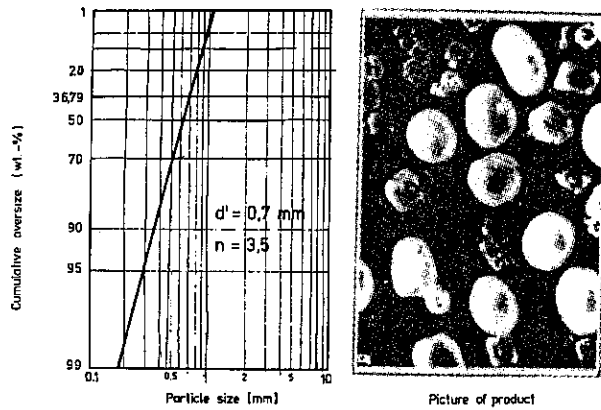 1
20
36,79
50
70
90
95
99
Cumulative oversize (wt.-%)
d' = 0,7 mm
n = 3,5
0.1 0,5 1 2 5 10
Particle size [mm]
Picture of product